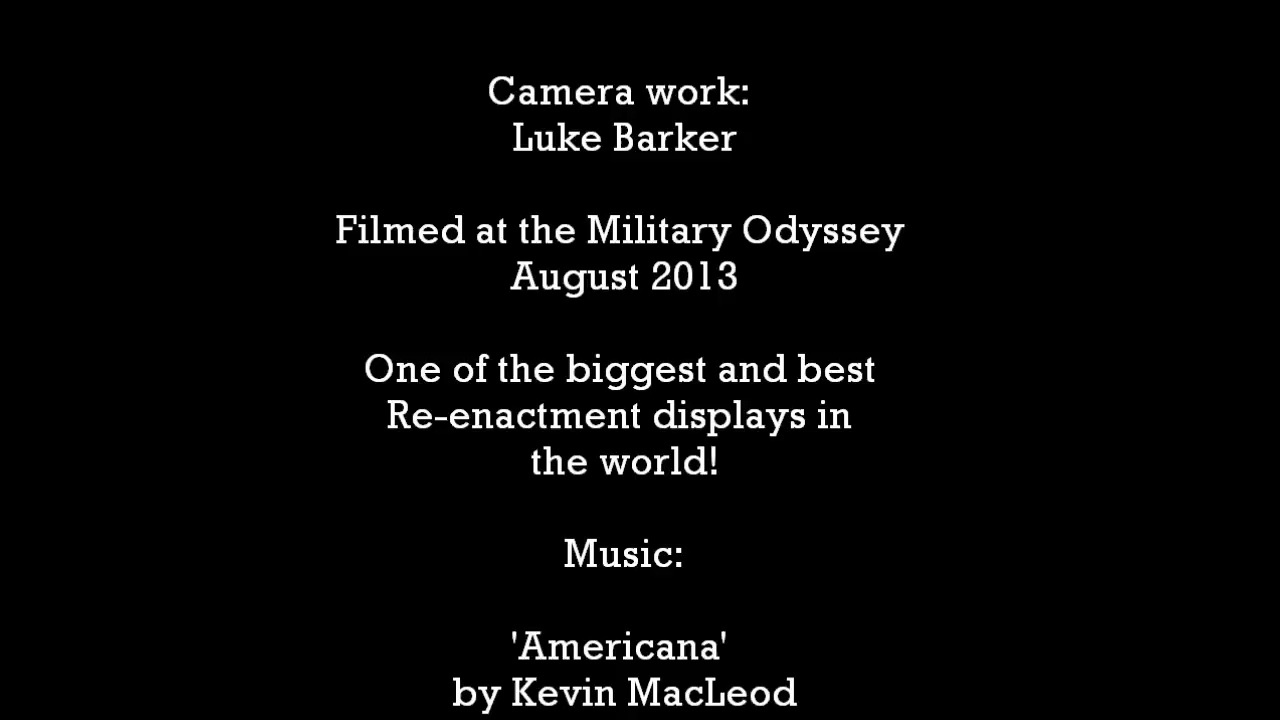 Camera work:
Luke Barker
Filmed at the Military Odyssey
August 2013
One of the biggest and best
Re-enactment displays in
the world!
Music:
'Americana'
by Kevin MacLeod